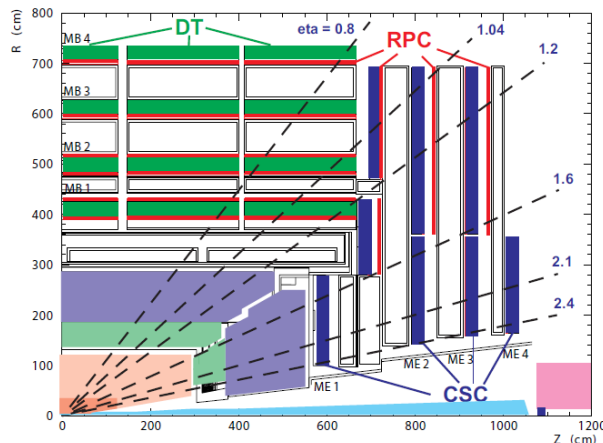 R (cm)
800
700
600
500
400
300
200
100
0
MB 4
MB 3
MB 2
MB 1
DT
eta = 0.8
1.04
RPC
1.2
1.6
2.1
2.4
ME 1
ME 2
ME 3
ME 4
CSC
0
200
400
600
800
1000
1200
Z (cm)